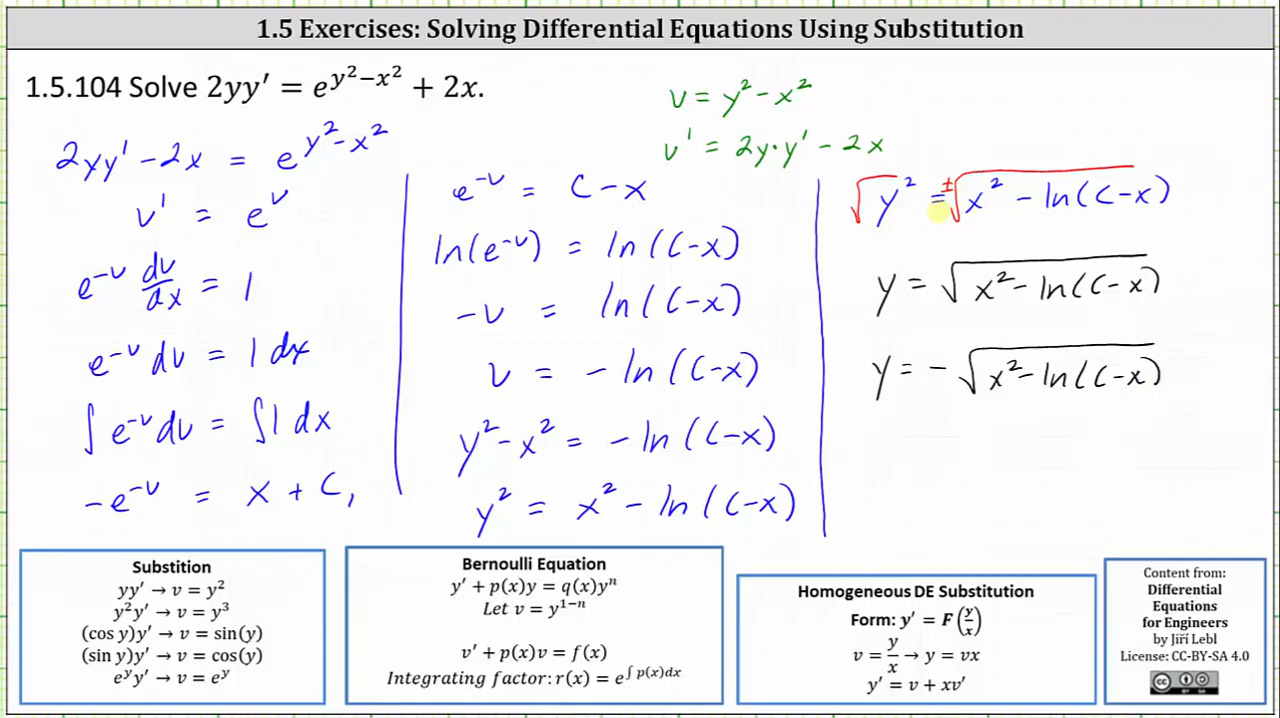 1.5 Exercises: Solving Differential Equations Using Substitution
1.5.104 Solve 2yy′ = e^(y²−x²) + 2x.
v = y² − x²
v' = 2y·y' − 2x
2yy' − 2x = e^(y²−x²)
v' = e^v
e^(−v) dv/dx = 1
e^(−v) dv = 1 dx
∫ e^(−v) dv = ∫ 1 dx
−e^(−v) = x + C₁
e^(−v) = C − x
ln(e^(−v)) = ln(C−x)
−v = ln(C−x)
v = −ln(C−x)
y² − x² = −ln(C−x)
y² = x² − ln(C−x)
√y² = ±√(x² − ln(C−x))
y = √(x² − ln(C−x))
y = −√(x² − ln(C−x))
Substition
yy′ → v = y²
y²y′ → v = y³
(cos y)y′ → v = sin(y)
(sin y)y′ → v = cos(y)
e^y y′ → v = e^y
Bernoulli Equation
y′ + p(x)y = q(x)yⁿ
Let v = y^(1−n)
v′ + p(x)v = f(x)
Integrating factor: r(x) = e^(∫ p(x)dx)
Homogeneous DE Substitution
Form: y′ = F(y/x)
v = y/x → y = vx
y′ = v + xv′
Content from:
Differential
Equations
for Engineers
by Jiří Lebl
License: CC-BY-SA 4.0
cc
BY SA